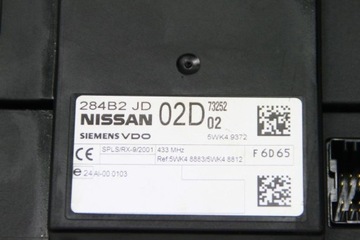 284B2 JD
NISSAN 02D 73252 02
SIEMENS VDO 5WK4 9372
CE SPLS/RX-9/2001 433 MHz F6D65
Ref.5WK4 8883/5WK4 8812
e 24 AI-00 0103